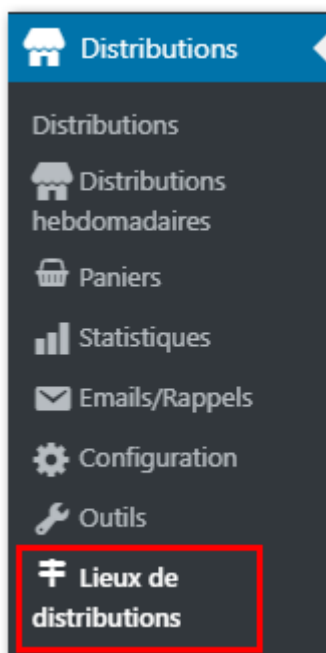 Distributions
Distributions
Distributions
hebdomadaires
Paniers
Statistiques
Emails/Rappels
Configuration
Outils
Lieux de
distributions